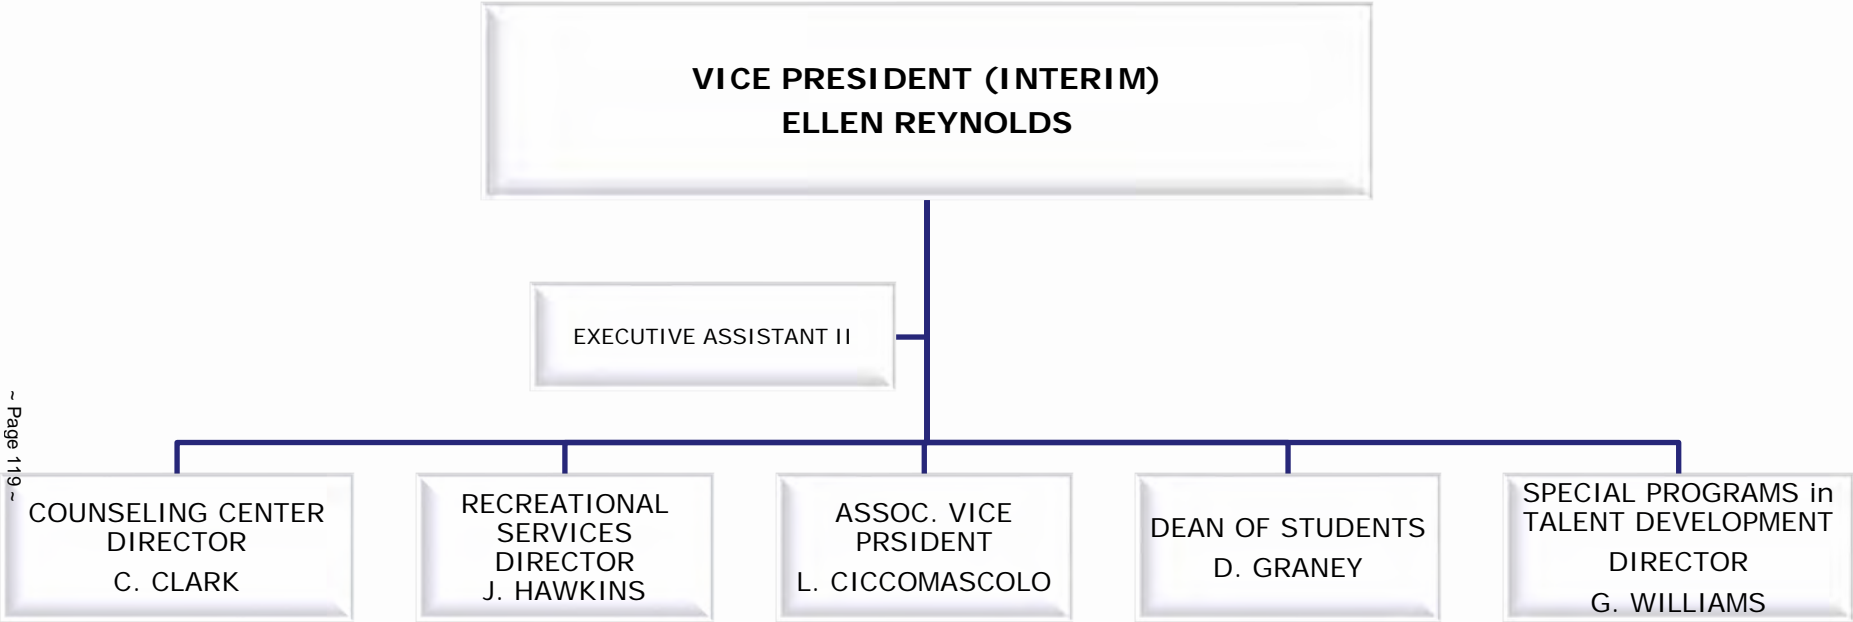 VICE PRESIDENT (INTERIM)
ELLEN REYNOLDS
EXECUTIVE ASSISTANT II
~ Page 119 ~
COUNSELING CENTER
DIRECTOR
C. CLARK
RECREATIONAL
SERVICES
DIRECTOR
J. HAWKINS
ASSOC. VICE
PRSIDENT
L. CICCOMASCOLO
DEAN OF STUDENTS
D. GRANEY
SPECIAL PROGRAMS in
TALENT DEVELOPMENT
DIRECTOR
G. WILLIAMS